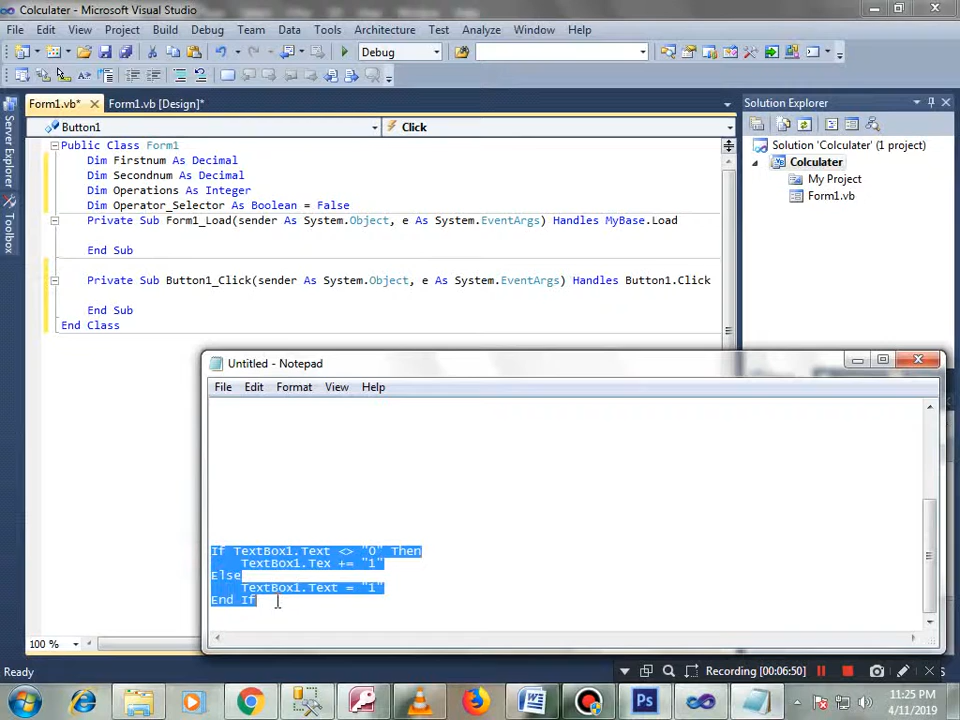 Colculater - Microsoft Visual Studio
File Edit View Project Build Debug Team Data Tools Architecture Test Analyze Window Help
Debug
Form1.vb* Form1.vb [Design]*
Button1 Click
Solution Explorer
Server Explorer
Toolbox
Public Class Form1
Dim Firstnum As Decimal
Dim Secondnum As Decimal
Dim Operations As Integer
Dim Operator_Selector As Boolean = False
Private Sub Form1_Load(sender As System.Object, e As System.EventArgs) Handles MyBase.Load
End Sub
Private Sub Button1_Click(sender As System.Object, e As System.EventArgs) Handles Button1.Click
End Sub
End Class
Solution 'Colculater' (1 project)
Colculater
My Project
Form1.vb
Untitled - Notepad
File Edit Format View Help
If TextBox1.Text <> "0" Then
TextBox1.Tex += "1"
Else
TextBox1.Text = "1"
End If
100 %
Ready
Recording [00:06:50]
11:25 PM
4/11/2019